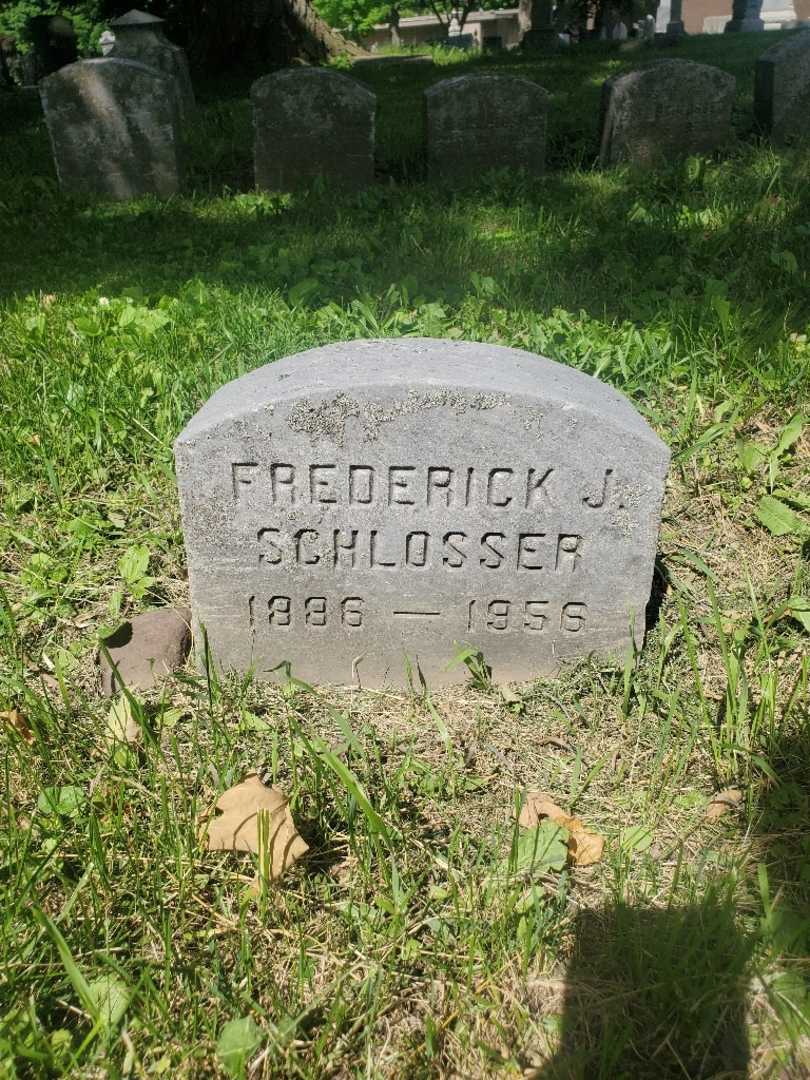 FREDERICK J.
SCHLOSSER
1886 — 1956